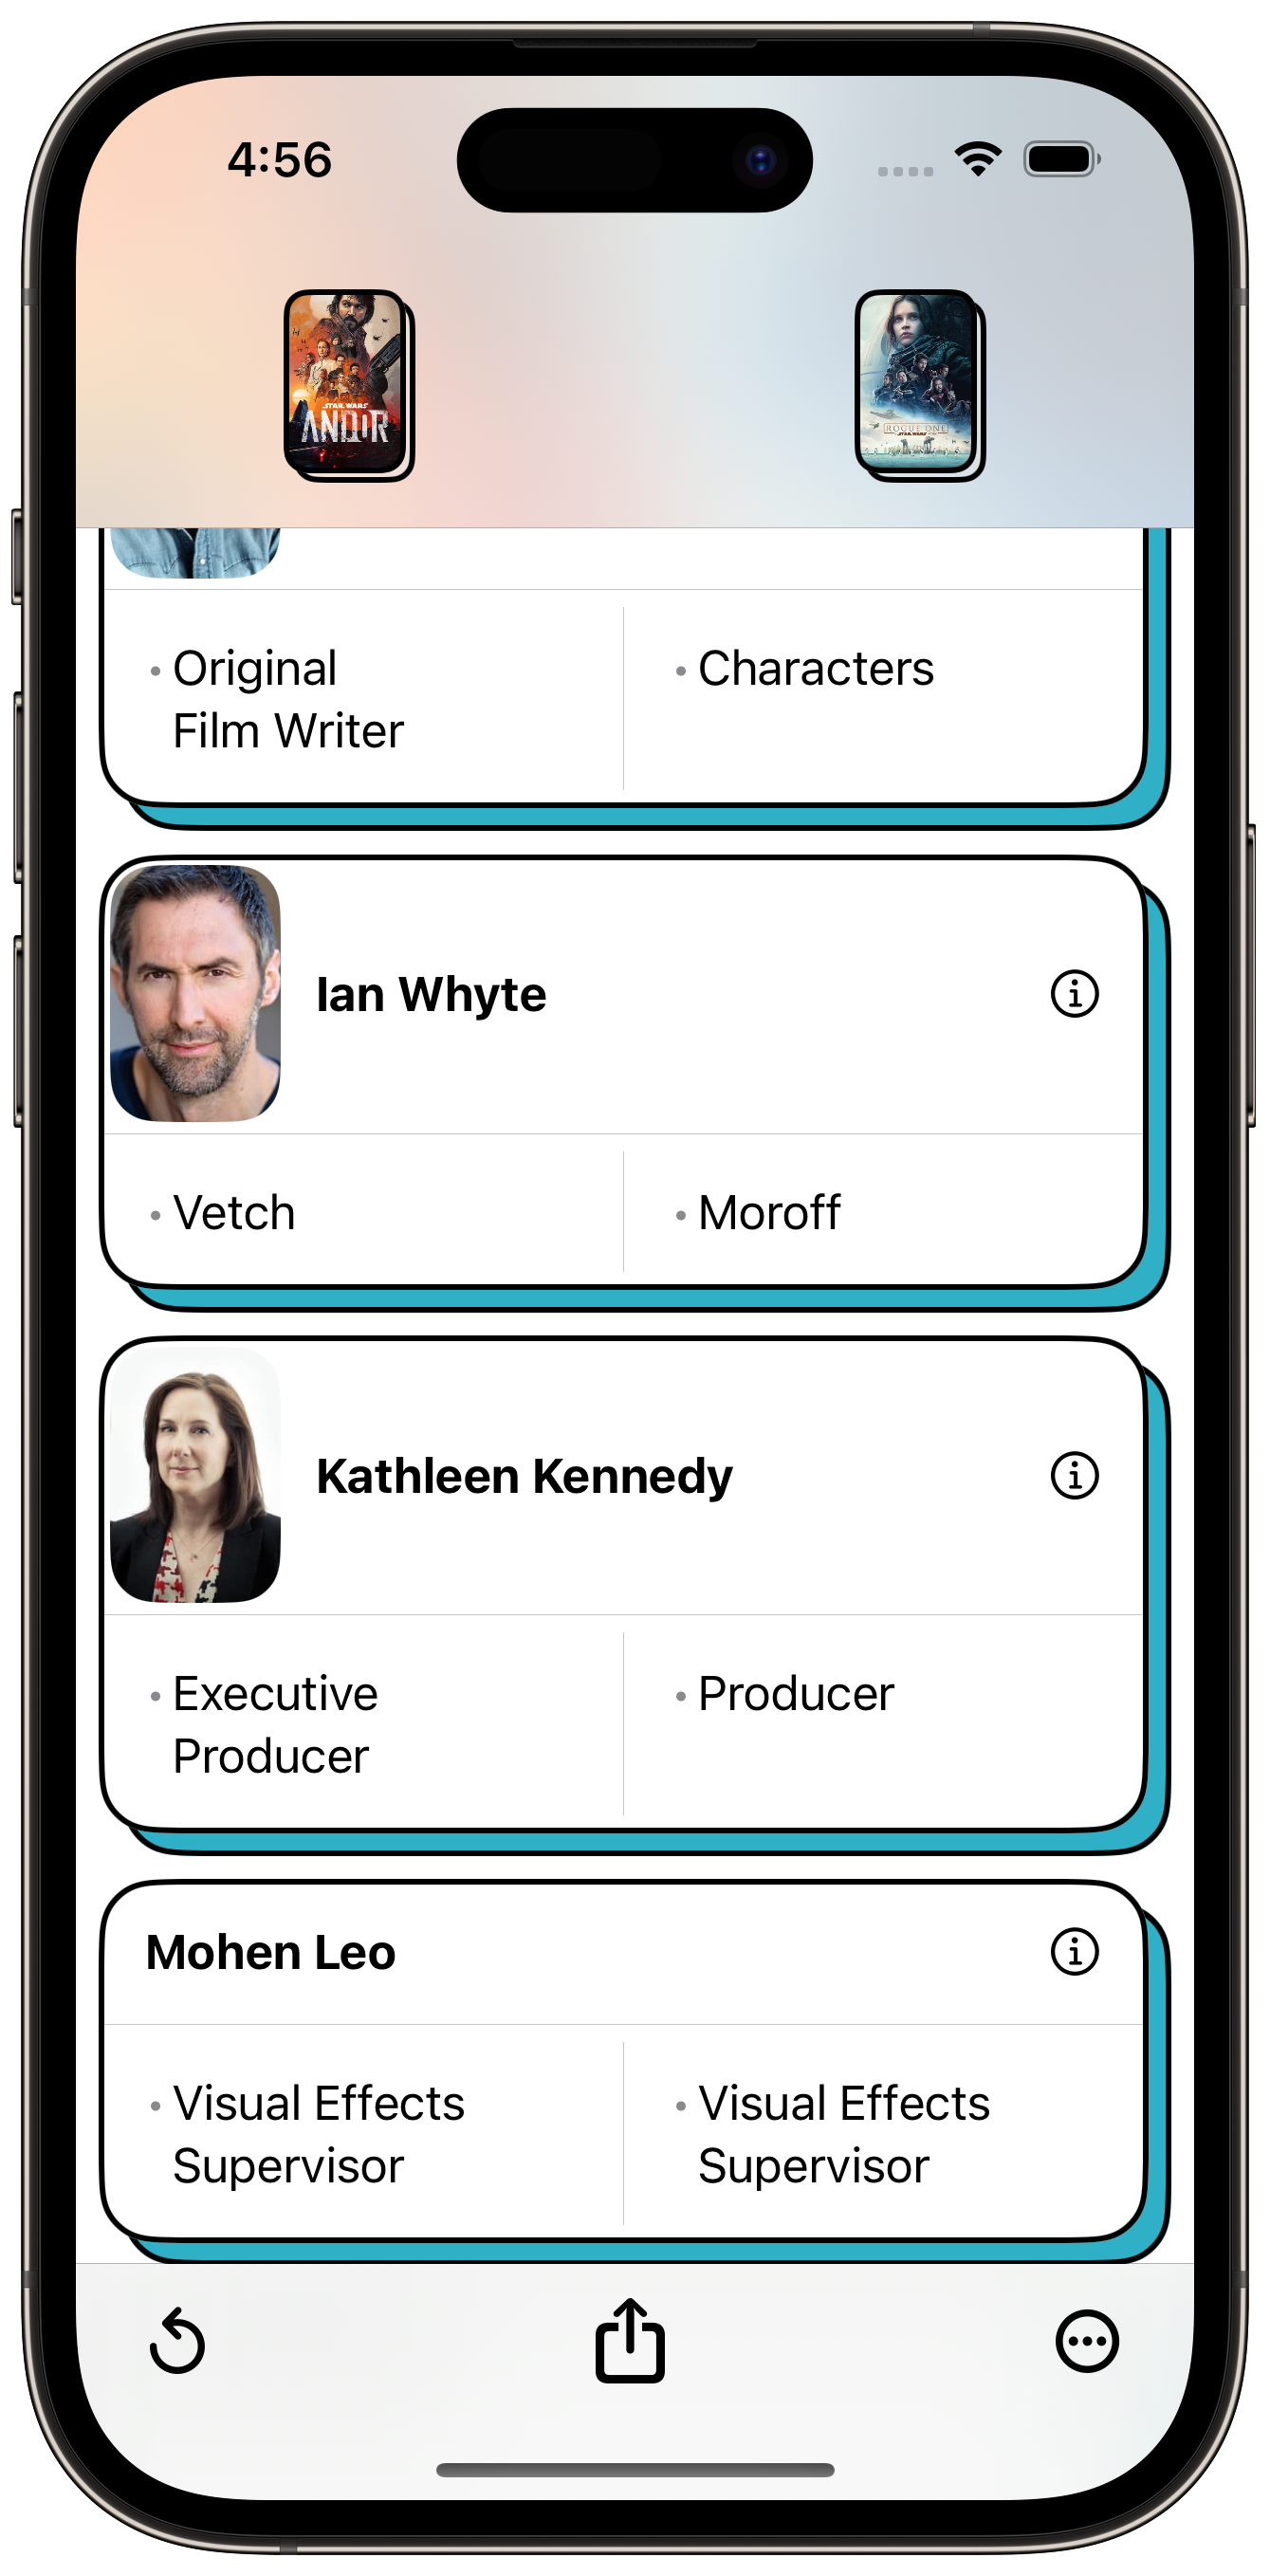 4:56
STAR WARS
ANDOR
ROGUE ONE
STAR WARS
Original
Film Writer
Characters
Ian Whyte
Vetch
Moroff
Kathleen Kennedy
Executive
Producer
Producer
Mohen Leo
Visual Effects
Supervisor
Visual Effects
Supervisor